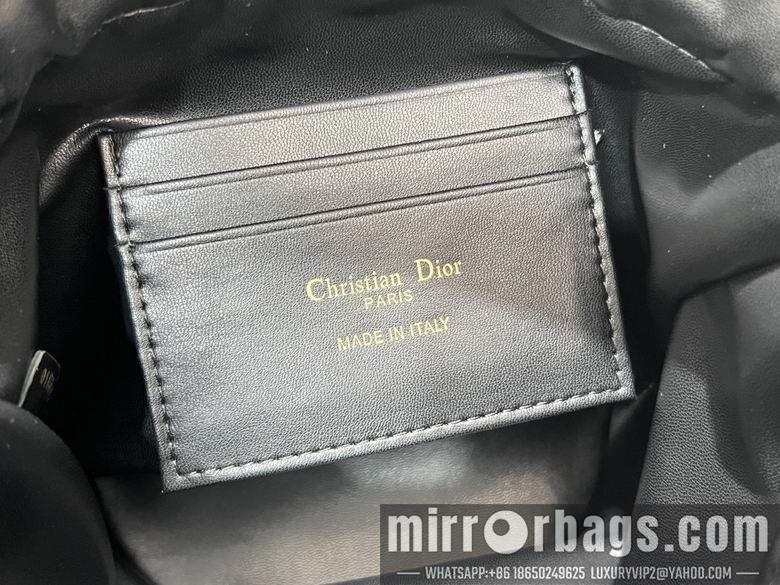 Christian Dior
PARIS
MADE IN ITALY
mirrorbags.com
WHATSAPP:+86 18650249625 LUXURYVIP2@YAHOO.COM